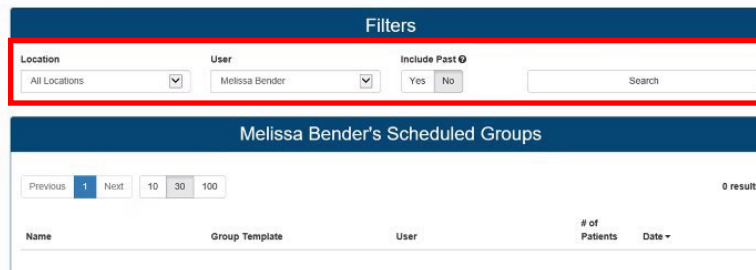 Filters
Location User Include Past
All Locations Melissa Bender Yes No Search
Melissa Bender's Scheduled Groups
Previous 1 Next 10 30 100 0 result
# of
Name Group Template User Patients Date